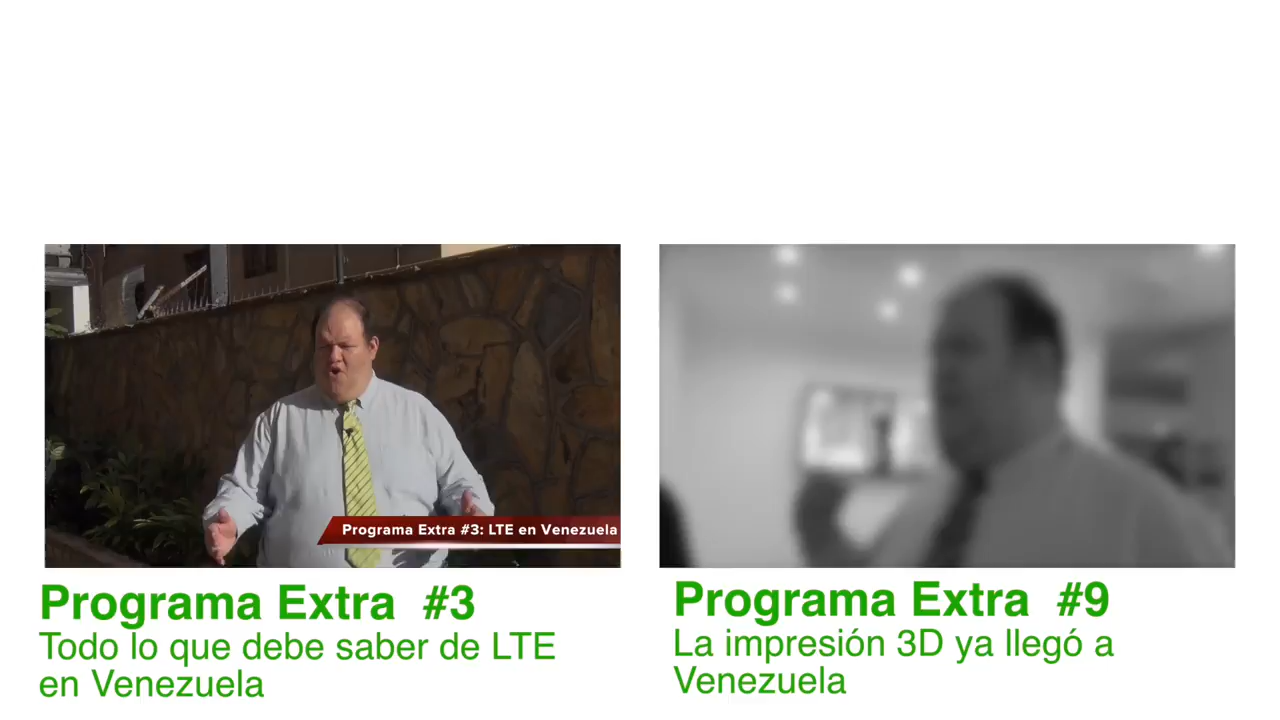 Programa Extra #3: LTE en Venezuela
Programa Extra #3
Todo lo que debe saber de LTE
en Venezuela
Programa Extra #9
La impresión 3D ya llegó a
Venezuela